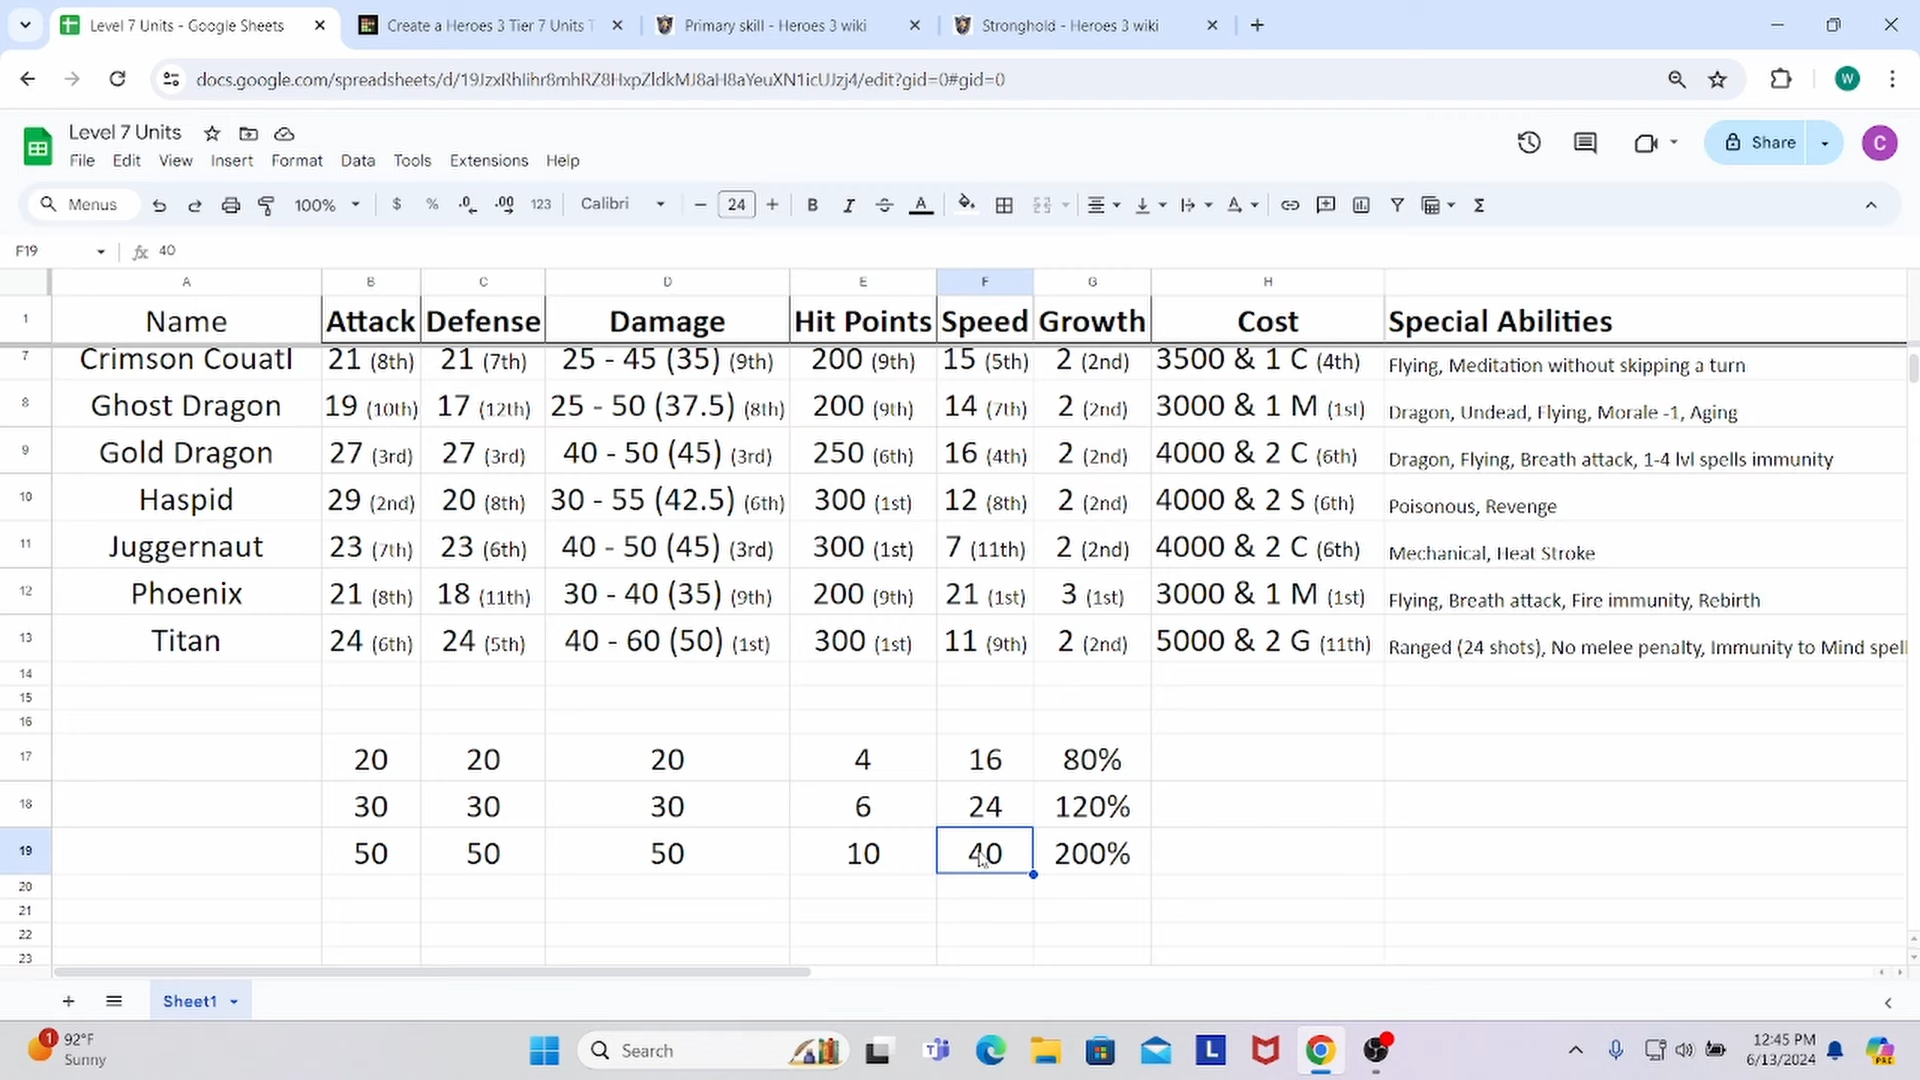 Level 7 Units - Google Sheets
Create a Heroes 3 Tier 7 Units T
Primary skill - Heroes 3 wiki
Stronghold - Heroes 3 wiki
W
Level 7 Units
Share
C
File Edit View Insert Format Data Tools Extensions Help
Menus 100% $ % .0 .00 123 Calibri 24 B I A Σ
F19 fx 40
A B C D E F G H
1 Name Attack Defense Damage Hit Points Speed Growth Cost Special Abilities
7 Crimson Couatl 21 (8th) 21 (7th) 25 - 45 (35) (9th) 200 (9th) 15 (5th) 2 (2nd) 3500 & 1 C (4th) Flying, Meditation without skipping a turn
8 Ghost Dragon 19 (10th) 17 (12th) 25 - 50 (37.5) (8th) 200 (9th) 14 (7th) 2 (2nd) 3000 & 1 M (1st) Dragon, Undead, Flying, Morale -1, Aging
9 Gold Dragon 27 (3rd) 27 (3rd) 40 - 50 (45) (3rd) 250 (6th) 16 (4th) 2 (2nd) 4000 & 2 C (6th) Dragon, Flying, Breath attack, 1-4 lvl spells immunity
10 Haspid 29 (2nd) 20 (8th) 30 - 55 (42.5) (6th) 300 (1st) 12 (8th) 2 (2nd) 4000 & 2 S (6th) Poisonous, Revenge
11 Juggernaut 23 (7th) 23 (6th) 40 - 50 (45) (3rd) 300 (1st) 7 (11th) 2 (2nd) 4000 & 2 C (6th) Mechanical, Heat Stroke
12 Phoenix 21 (8th) 18 (11th) 30 - 40 (35) (9th) 200 (9th) 21 (1st) 3 (1st) 3000 & 1 M (1st) Flying, Breath attack, Fire immunity, Rebirth
13 Titan 24 (6th) 24 (5th) 40 - 60 (50) (1st) 300 (1st) 11 (9th) 2 (2nd) 5000 & 2 G (11th) Ranged (24 shots), No melee penalty, Immunity to Mind spell
14
15
16
17 20 20 20 4 16 80%
18 30 30 30 6 24 120%
19 50 50 50 10 40 200%
20
21
22
23
Sheet1
1 92°F
Sunny
Search
L
12:45 PM
6/13/2024
PRE